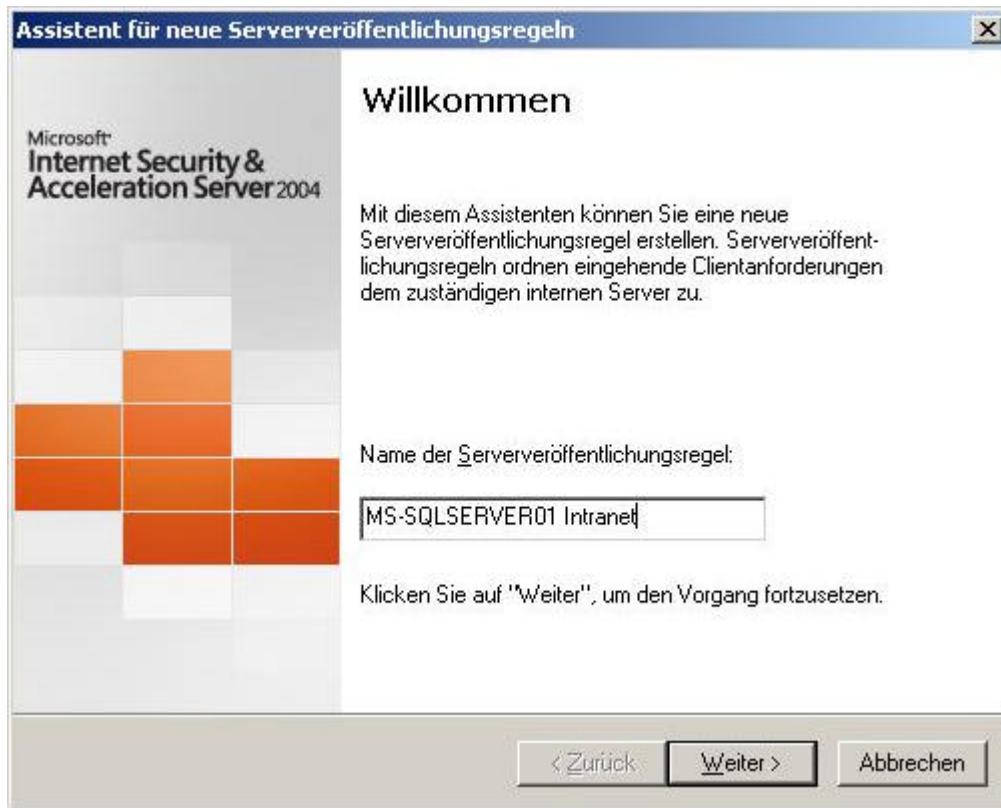 Assistent für neue Serververöffentlichungsregeln
Microsoft
Internet Security &
Acceleration Server 2004
Willkommen
Mit diesem Assistenten können Sie eine neue
Serververöffentlichungsregel erstellen. Serververöffent-
lichungsregeln ordnen eingehende Clientanforderungen
dem zuständigen internen Server zu.
Name der Serververöffentlichungsregel:
MS-SQLSERVER01 Intranet
Klicken Sie auf "Weiter", um den Vorgang fortzusetzen.
< Zurück Weiter > Abbrechen